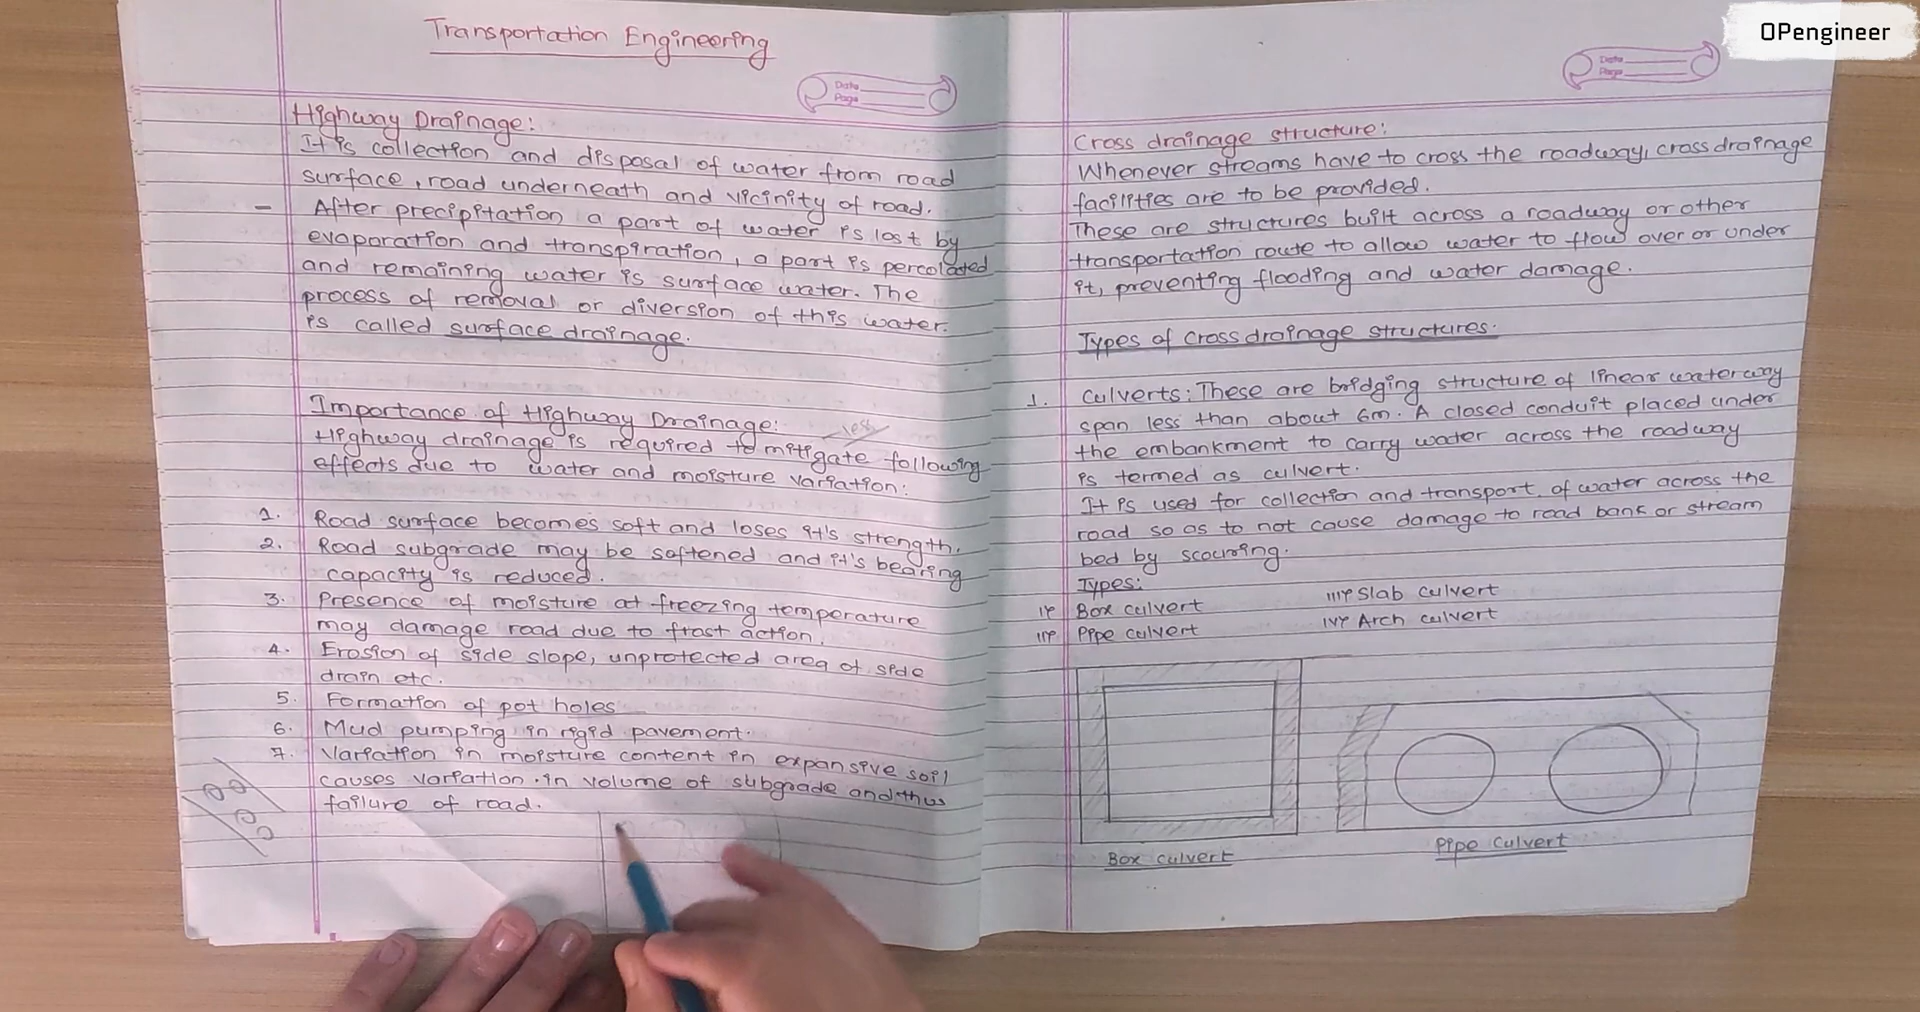 Transportation Engineering
OPengineer
Date
Page
Highway Drainage:
It is collection and disposal of water from road
surface, road underneath and vicinity of road.
- After precipitation a part of water is lost by
evaporation and transpiration, a part is percolated
and remaining water is surface water. The
process of removal or diversion of this water
is called surface drainage.
Importance of Highway Drainage:
Highway drainage is required to mitigate following
effects due to water and moisture variation:
1. Road surface becomes soft and loses it's strength.
2. Road subgrade may be softened and it's bearing
capacity is reduced.
3. Presence of moisture at freezing temperature
may damage road due to frost action.
4. Erosion of side slope, unprotected area of side
drain etc.
5. Formation of pot holes
6. Mud pumping in rigid pavement.
7. Variation in moisture content in expansive soil
causes variation in volume of subgrade and thus
failure of road.
Date
Page
Cross drainage structure:
Whenever streams have to cross the roadway, cross drainage
facilities are to be provided.
These are structures built across a roadway or other
transportation route to allow water to flow over or under
it, preventing flooding and water damage.
Types of cross drainage structures.
1. Culverts: These are bridging structure of linear waterway
span less than about 6m. A closed conduit placed under
the embankment to carry water across the roadway
is termed as culvert.
It is used for collection and transport of water across the
road so as to not cause damage to road bank or stream
bed by scouring.
Types:
i) Box culvert iii) Slab culvert
ii) Pipe culvert iv) Arch culvert
Box culvert
Pipe Culvert